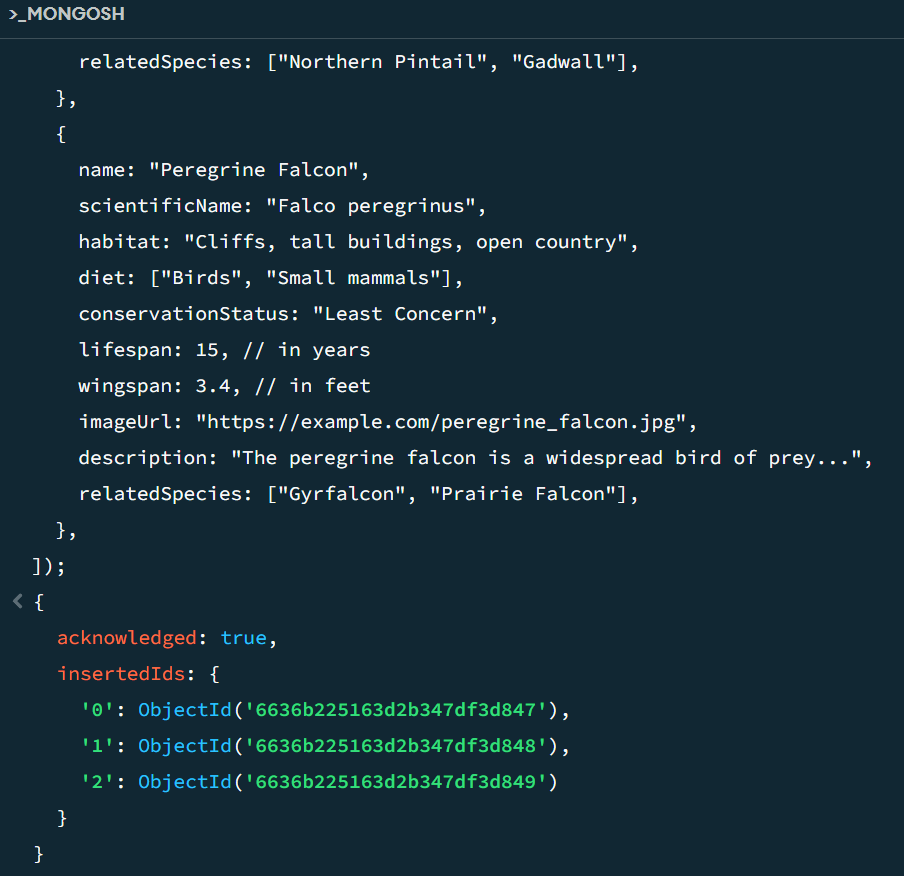 >_MONGOSH
relatedSpecies: ["Northern Pintail", "Gadwall"],
},
{
name: "Peregrine Falcon",
scientificName: "Falco peregrinus",
habitat: "Cliffs, tall buildings, open country",
diet: ["Birds", "Small mammals"],
conservationStatus: "Least Concern",
lifespan: 15, // in years
wingspan: 3.4, // in feet
imageUrl: "https://example.com/peregrine_falcon.jpg",
description: "The peregrine falcon is a widespread bird of prey...",
relatedSpecies: ["Gyrfalcon", "Prairie Falcon"],
},
]);
< {
acknowledged: true,
insertedIds: {
'0': ObjectId('6636b225163d2b347df3d847'),
'1': ObjectId('6636b225163d2b347df3d848'),
'2': ObjectId('6636b225163d2b347df3d849')
}
}